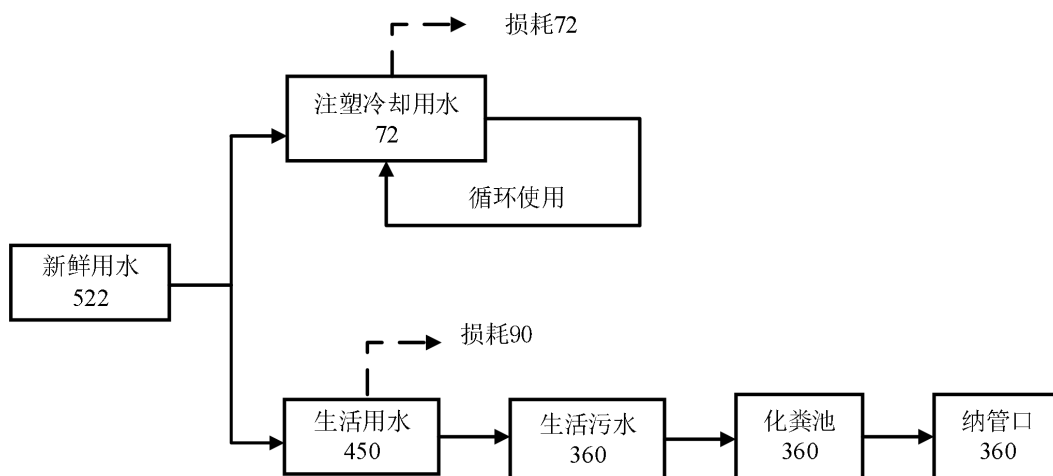 损耗72
注塑冷却用水
72
循环使用
新鲜用水
522
损耗90
生活用水
450
生活污水
360
化粪池
360
纳管口
360